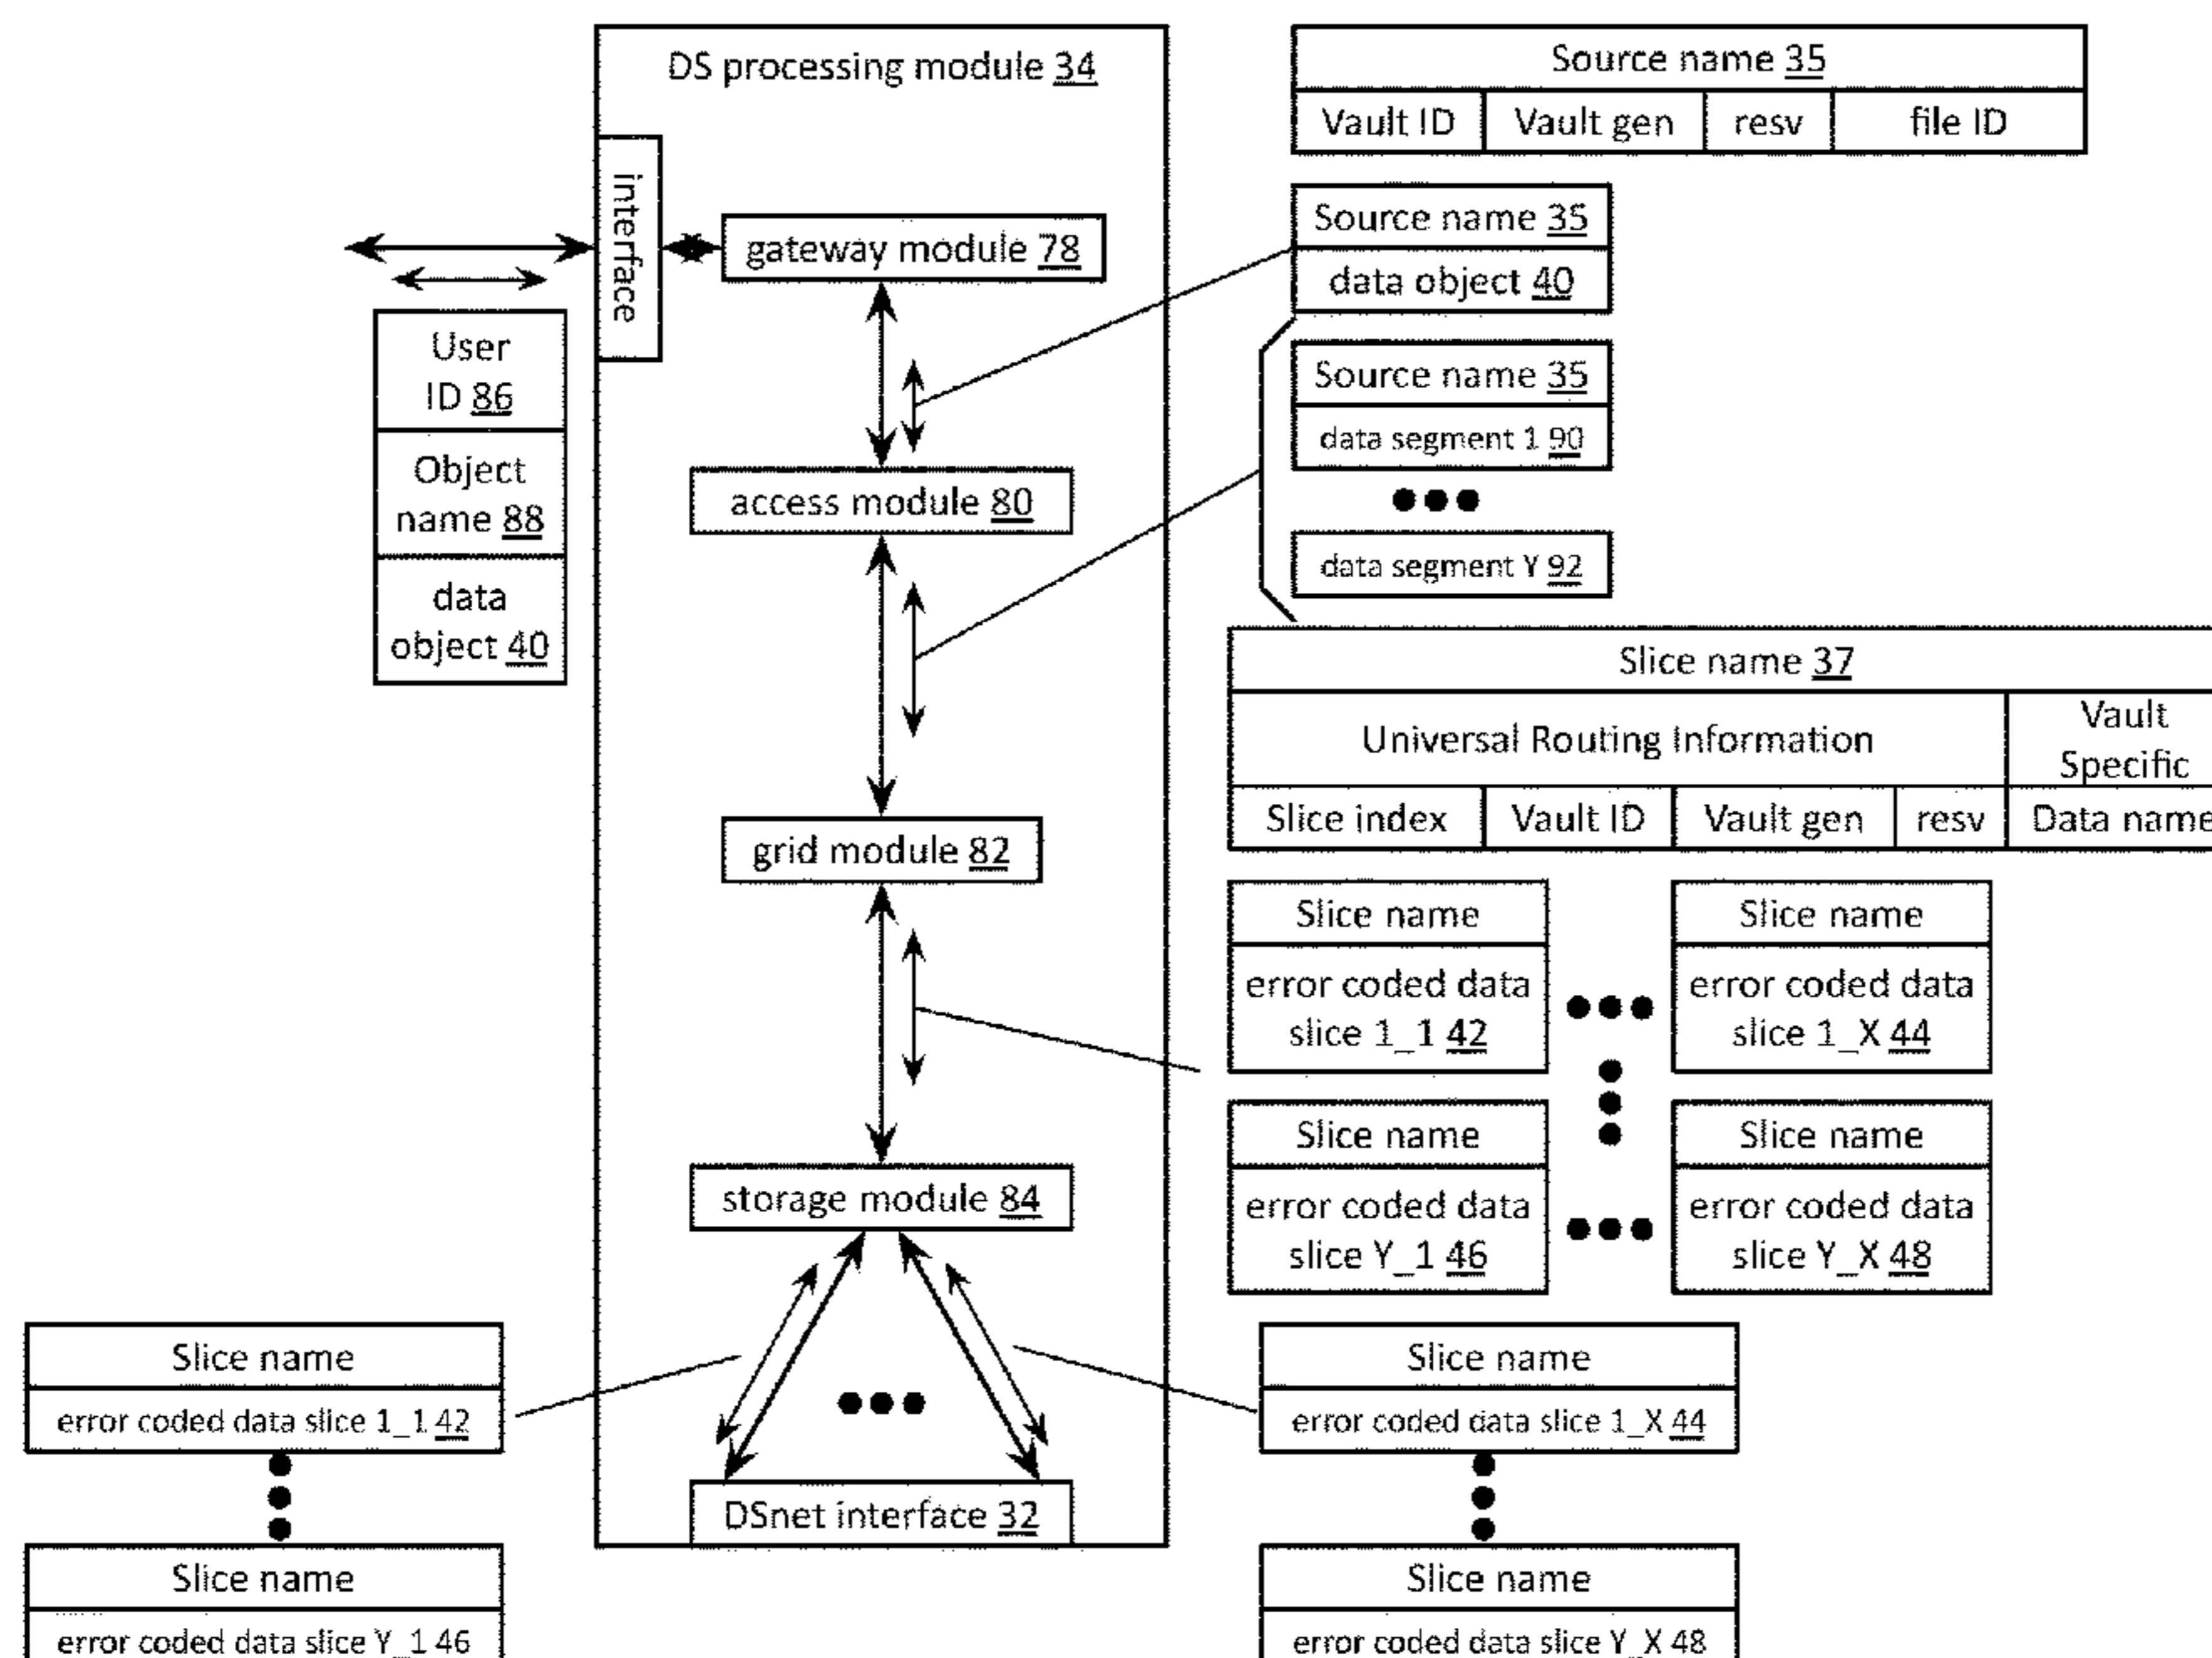 DS processing module 34
interface
gateway module 78
access module 80
grid module 82
storage module 84
DSnet interface 32
User
ID 86
Object
name 88
data
object 40
Source name 35
Vault ID Vault gen resv file ID
Source name 35
data object 40
Source name 35
data segment 1 90
data segment Y 92
Slice name 37
Universal Routing Information
Vault
Specific
Slice index Vault ID Vault gen resv Data name
Slice name
error coded data
slice 1_1 42
Slice name
error coded data
slice 1_X 44
Slice name
error coded data
slice Y_1 46
Slice name
error coded data
slice Y_X 48
Slice name
error coded data slice 1_1 42
Slice name
error coded data slice Y_1 46
Slice name
error coded data slice 1_X 44
Slice name
error coded data slice Y_X 48